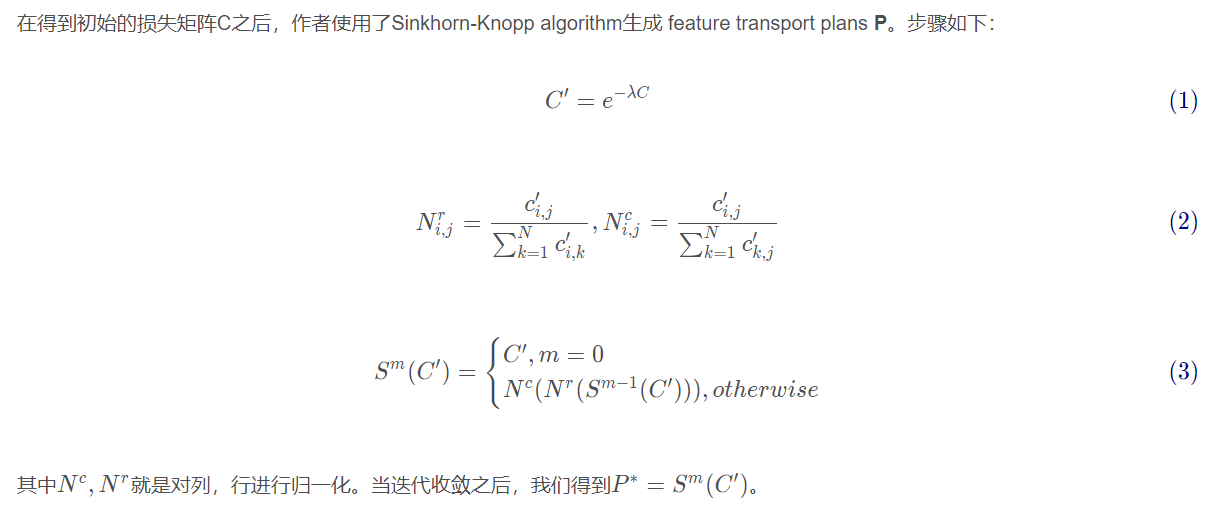 在得到初始的损失矩阵C之后，作者使用了Sinkhorn-Knopp algorithm生成 feature transport plans P。步骤如下：
C′ = e^{−λC} (1)
N^r_{i,j} = \frac{c′_{i,j}}{\sum_{k=1}^{N} c′_{i,k}}, N^c_{i,j} = \frac{c′_{i,j}}{\sum_{k=1}^{N} c′_{k,j}} (2)
S^m(C′) = \begin{cases} C′, m = 0 \\ N^c(N^r(S^{m−1}(C′))), otherwise \end{cases} (3)
其中N^c, N^r就是对列，行进行归一化。当迭代收敛之后，我们得到P^* = S^m(C′)。